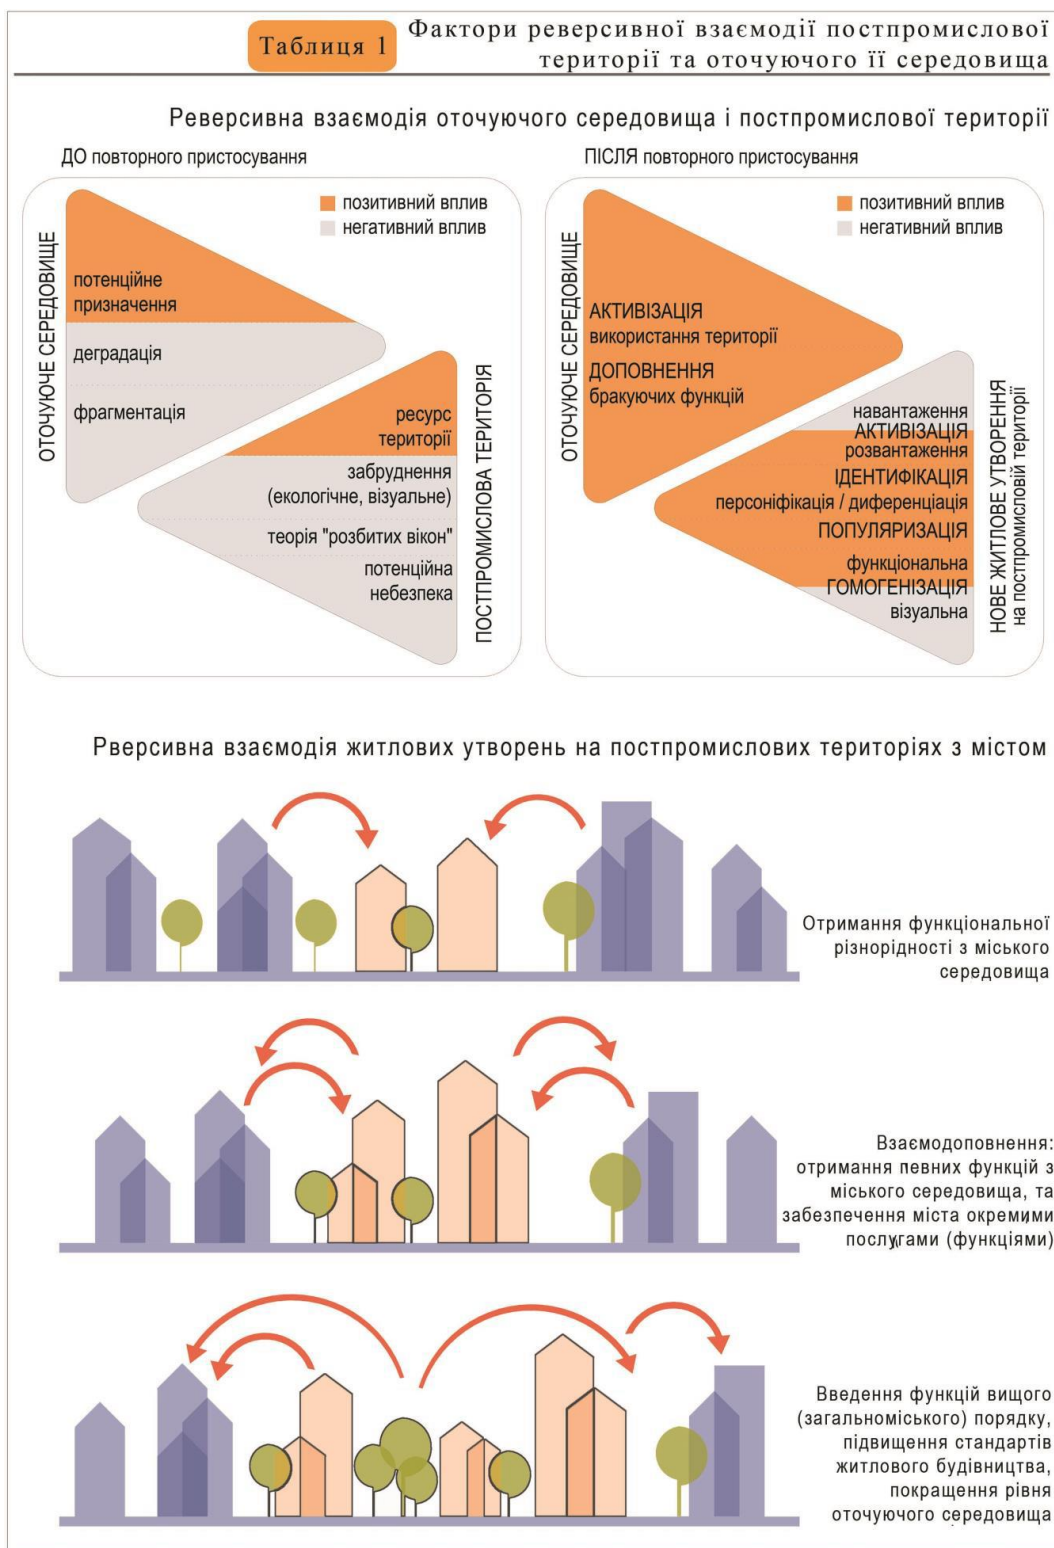 Таблиця 1
Фактори реверсивної взаємодії постпромислової
території та оточуючого її середовища
Реверсивна взаємодія оточуючого середовища і постпромислової території
ДО повторного пристосування
позитивний вплив
негативний вплив
ОТОЧУЮЧЕ СЕРЕДОВИЩЕ
потенційне
призначення
деградація
фрагментація
ресурс
території
забруднення
(екологічне, візуальне)
теорія "розбитих вікон"
потенційна
небезпека
ПОСТПРОМИСЛОВА ТЕРИТОРІЯ
ПІСЛЯ повторного пристосування
позитивний вплив
негативний вплив
ОТОЧУЮЧЕ СЕРЕДОВИЩЕ
АКТИВІЗАЦІЯ
використання території
ДОПОВНЕННЯ
бракуючих функцій
навантаження
АКТИВІЗАЦІЯ
розвантаження
ІДЕНТИФІКАЦІЯ
персоніфікація / диференціація
ПОПУЛЯРИЗАЦІЯ
функціональна
ГОМОГЕНІЗАЦІЯ
візуальна
НОВЕ ЖИТЛОВЕ УТВОРЕННЯ
на постпромисловій території
Рверсивна взаємодія житлових утворень на постпромислових територіях з містом
Отримання функціональної
різнорідності з міського
середовища
Взаємодоповнення:
отримання певних функцій з
міського середовища, та
забезпечення міста окремими
послугами (функціями)
Введення функцій вищого
(загальноміського) порядку,
підвищення стандартів
житлового будівництва,
покращення рівня
оточуючого середовища